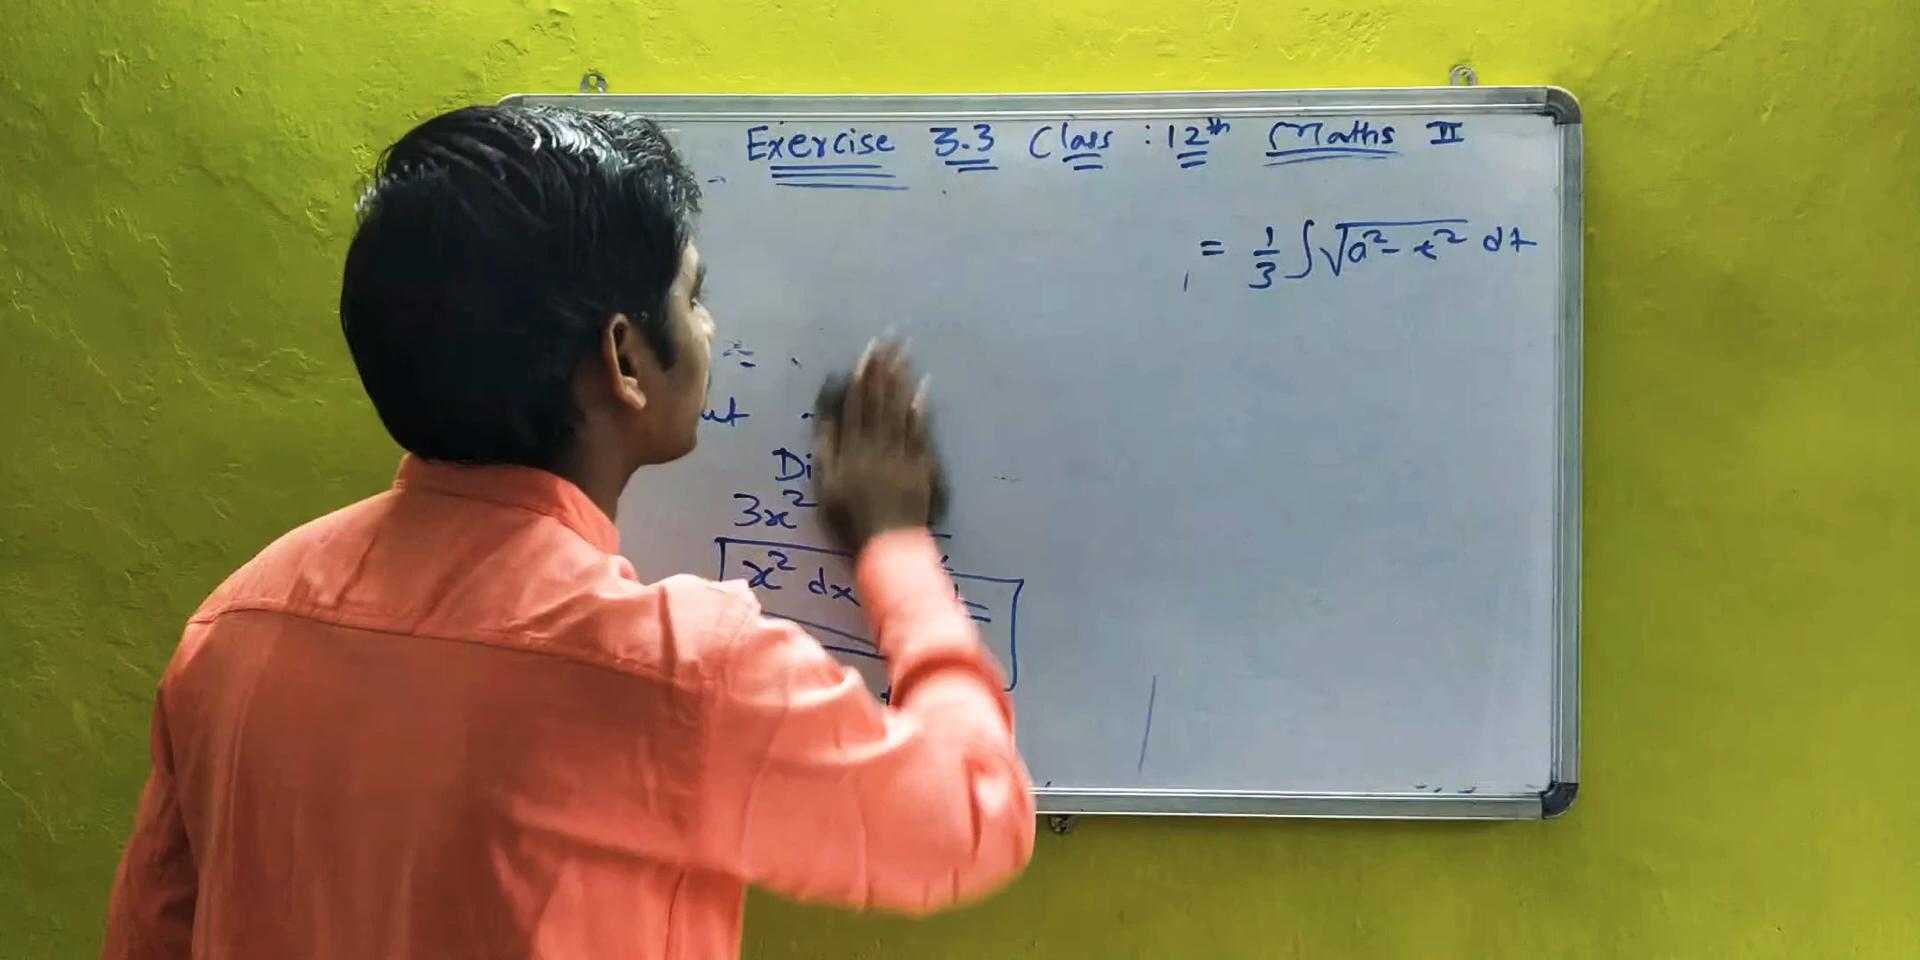 Exercise 3.3 Class : 12th Maths II
= 1/3 ∫√(a² - t²) dt
3x²
x² dx